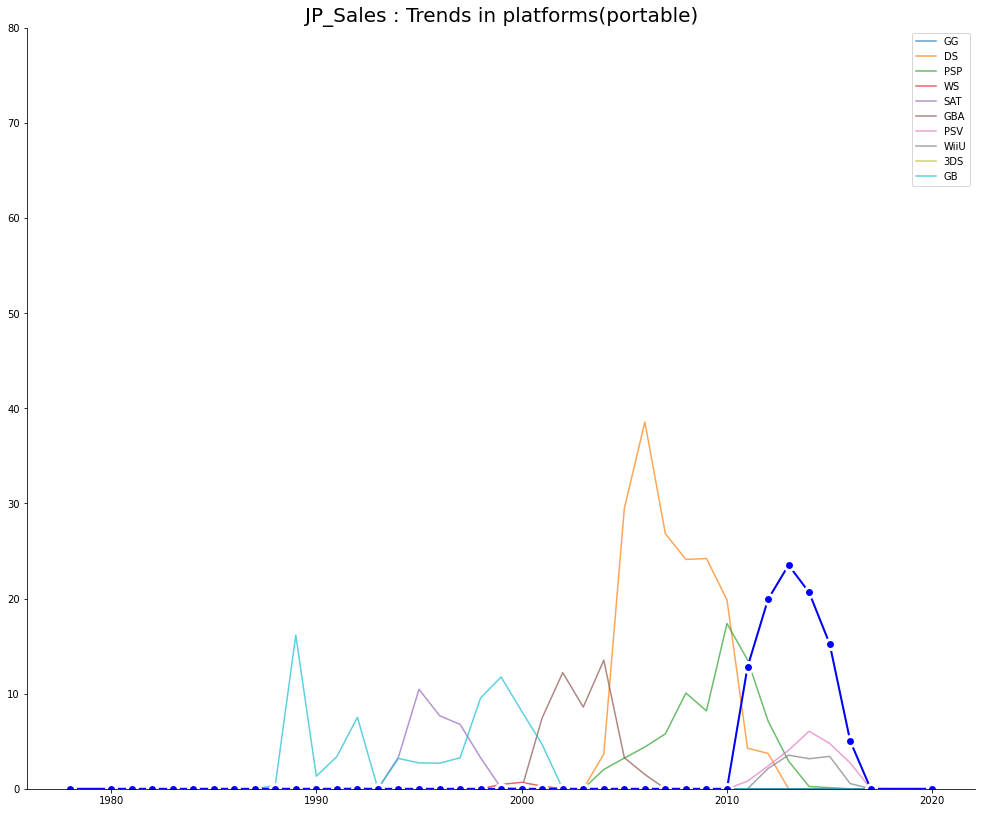 JP_Sales : Trends in platforms(portable)
80
70
60
50
40
30
20
10
0
1980
1990
2000
2010
2020
GG
DS
PSP
WS
SAT
GBA
PSV
WiiU
3DS
GB